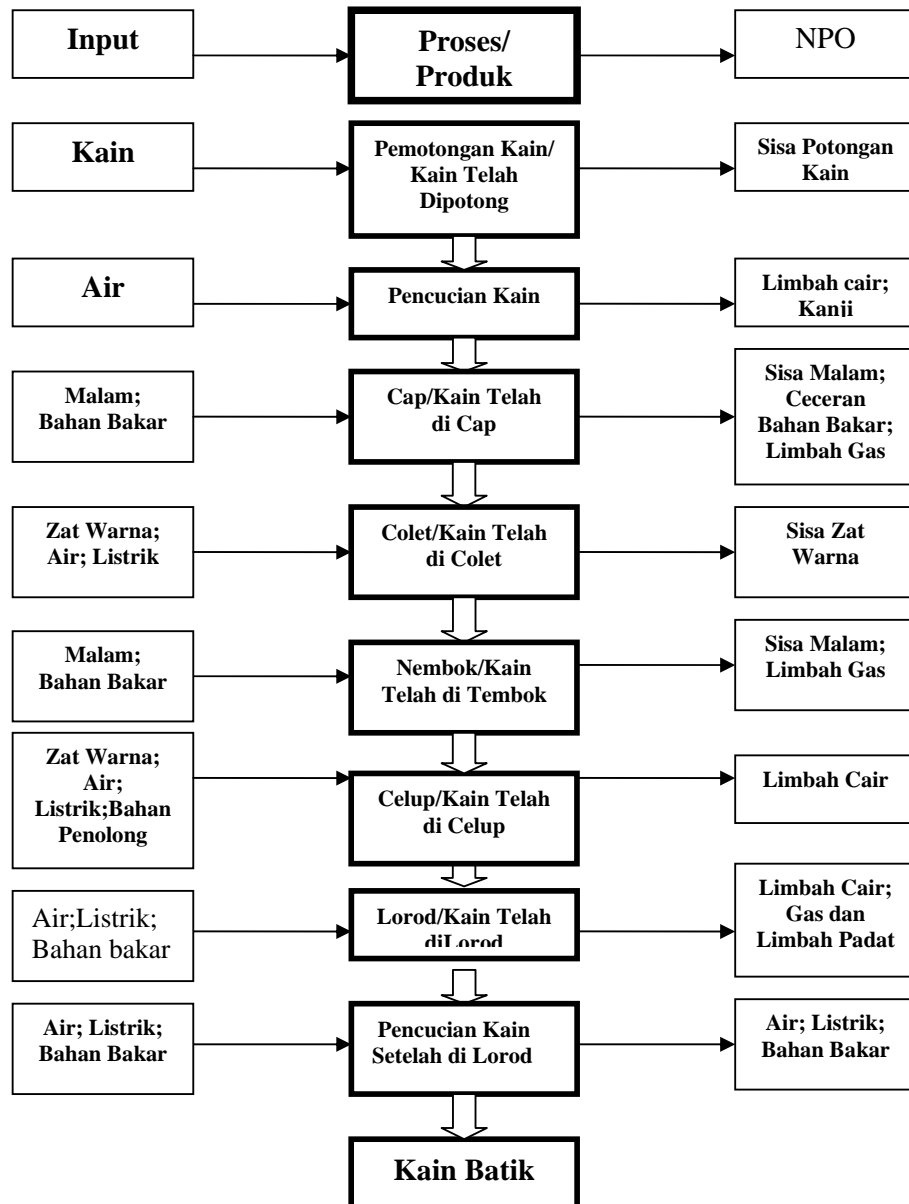 Input
Proses/
Produk
NPO
Kain
Pemotongan Kain/
Kain Telah
Dipotong
Sisa Potongan
Kain
Air
Pencucian Kain
Limbah cair;
Kanji
Malam;
Bahan Bakar
Cap/Kain Telah
di Cap
Sisa Malam;
Ceceran
Bahan Bakar;
Limbah Gas
Zat Warna;
Air; Listrik
Colet/Kain Telah
di Colet
Sisa Zat
Warna
Malam;
Bahan Bakar
Nembok/Kain
Telah di Tembok
Sisa Malam;
Limbah Gas
Zat Warna;
Air;
Listrik;Bahan
Penolong
Celup/Kain Telah
di Celup
Limbah Cair
Air;Listrik;
Bahan bakar
Lorod/Kain Telah
diLorod
Limbah Cair;
Gas dan
Limbah Padat
Air; Listrik;
Bahan Bakar
Pencucian Kain
Setelah di Lorod
Air; Listrik;
Bahan Bakar
Kain Batik